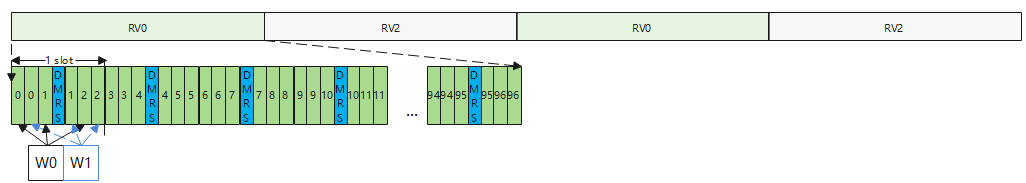 RV0 RV2 RV0 RV2
1 slot
0 0 1 DMRS 1 2 2 3 3 4 DMRS 4 5 5 6 6 7 DMRS 7 8 8 9 9 10 DMRS 10 11 11 ... 94 94 95 DMRS 95 96 96
W0 W1